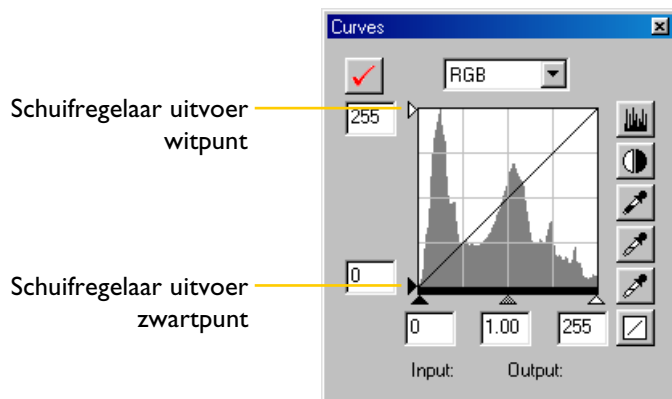 Curves
RGB
Schuifregelaar uitvoer
witpunt
255
0
Schuifregelaar uitvoer
zwartpunt
0 1.00 255
Input: Output: